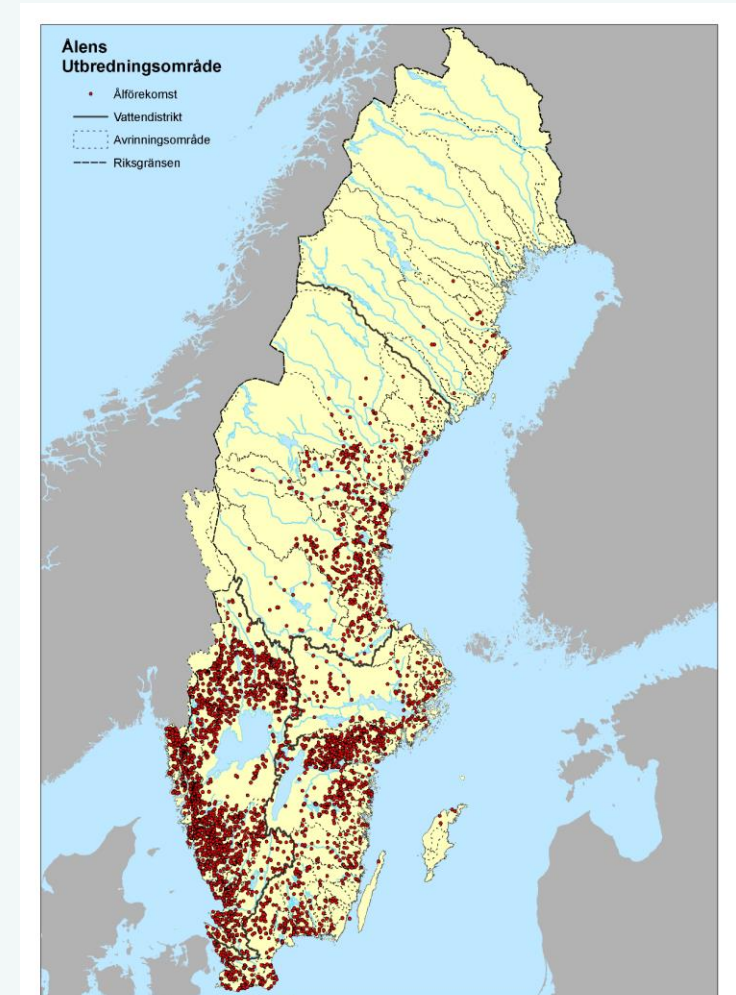 Ålens
Utbredningsområde
Ålförekomst
Vattendistrikt
Avrinningsområde
Riksgränsen